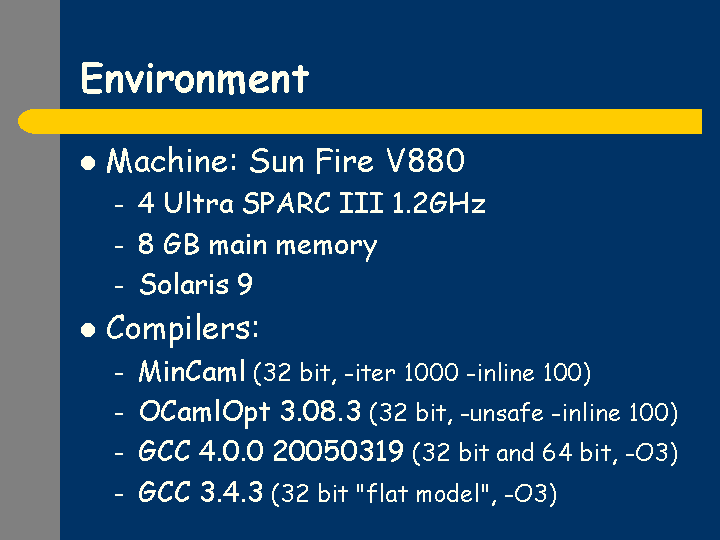 Environment
Machine: Sun Fire V880
- 4 Ultra SPARC III 1.2GHz
- 8 GB main memory
- Solaris 9
Compilers:
- MinCaml (32 bit, -iter 1000 -inline 100)
- OCamlOpt 3.08.3 (32 bit, -unsafe -inline 100)
- GCC 4.0.0 20050319 (32 bit and 64 bit, -O3)
- GCC 3.4.3 (32 bit "flat model", -O3)